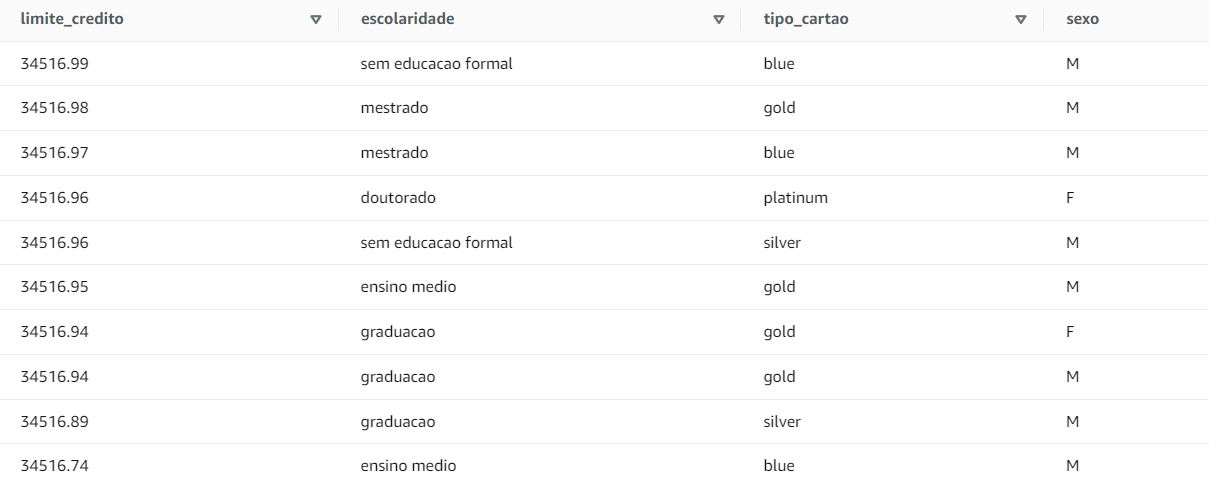 limite_credito escolaridade tipo_cartao sexo
34516.99 sem educacao formal blue M
34516.98 mestrado gold M
34516.97 mestrado blue M
34516.96 doutorado platinum F
34516.96 sem educacao formal silver M
34516.95 ensino medio gold M
34516.94 graduacao gold F
34516.94 graduacao gold M
34516.89 graduacao silver M
34516.74 ensino medio blue M